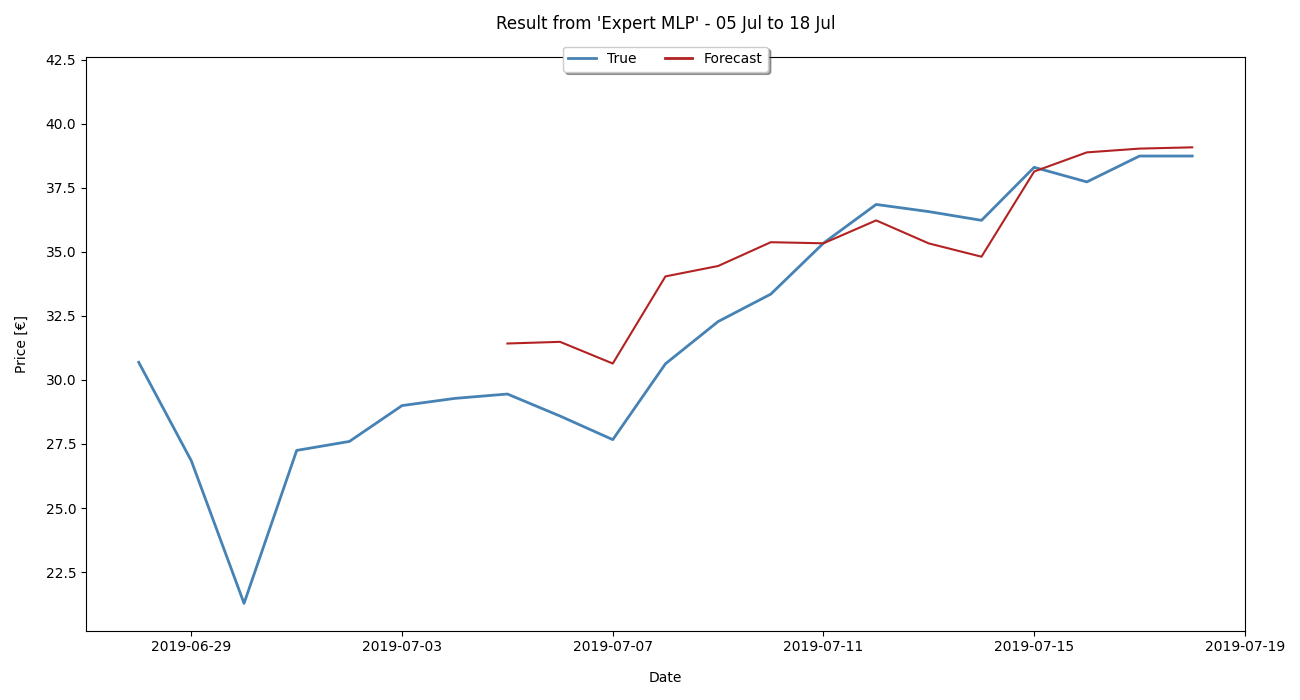 Result from 'Expert MLP' - 05 Jul to 18 Jul
True Forecast
42.5
40.0
37.5
35.0
32.5
30.0
27.5
25.0
22.5
Price [€]
2019-06-29 2019-07-03 2019-07-07 2019-07-11 2019-07-15 2019-07-19
Date